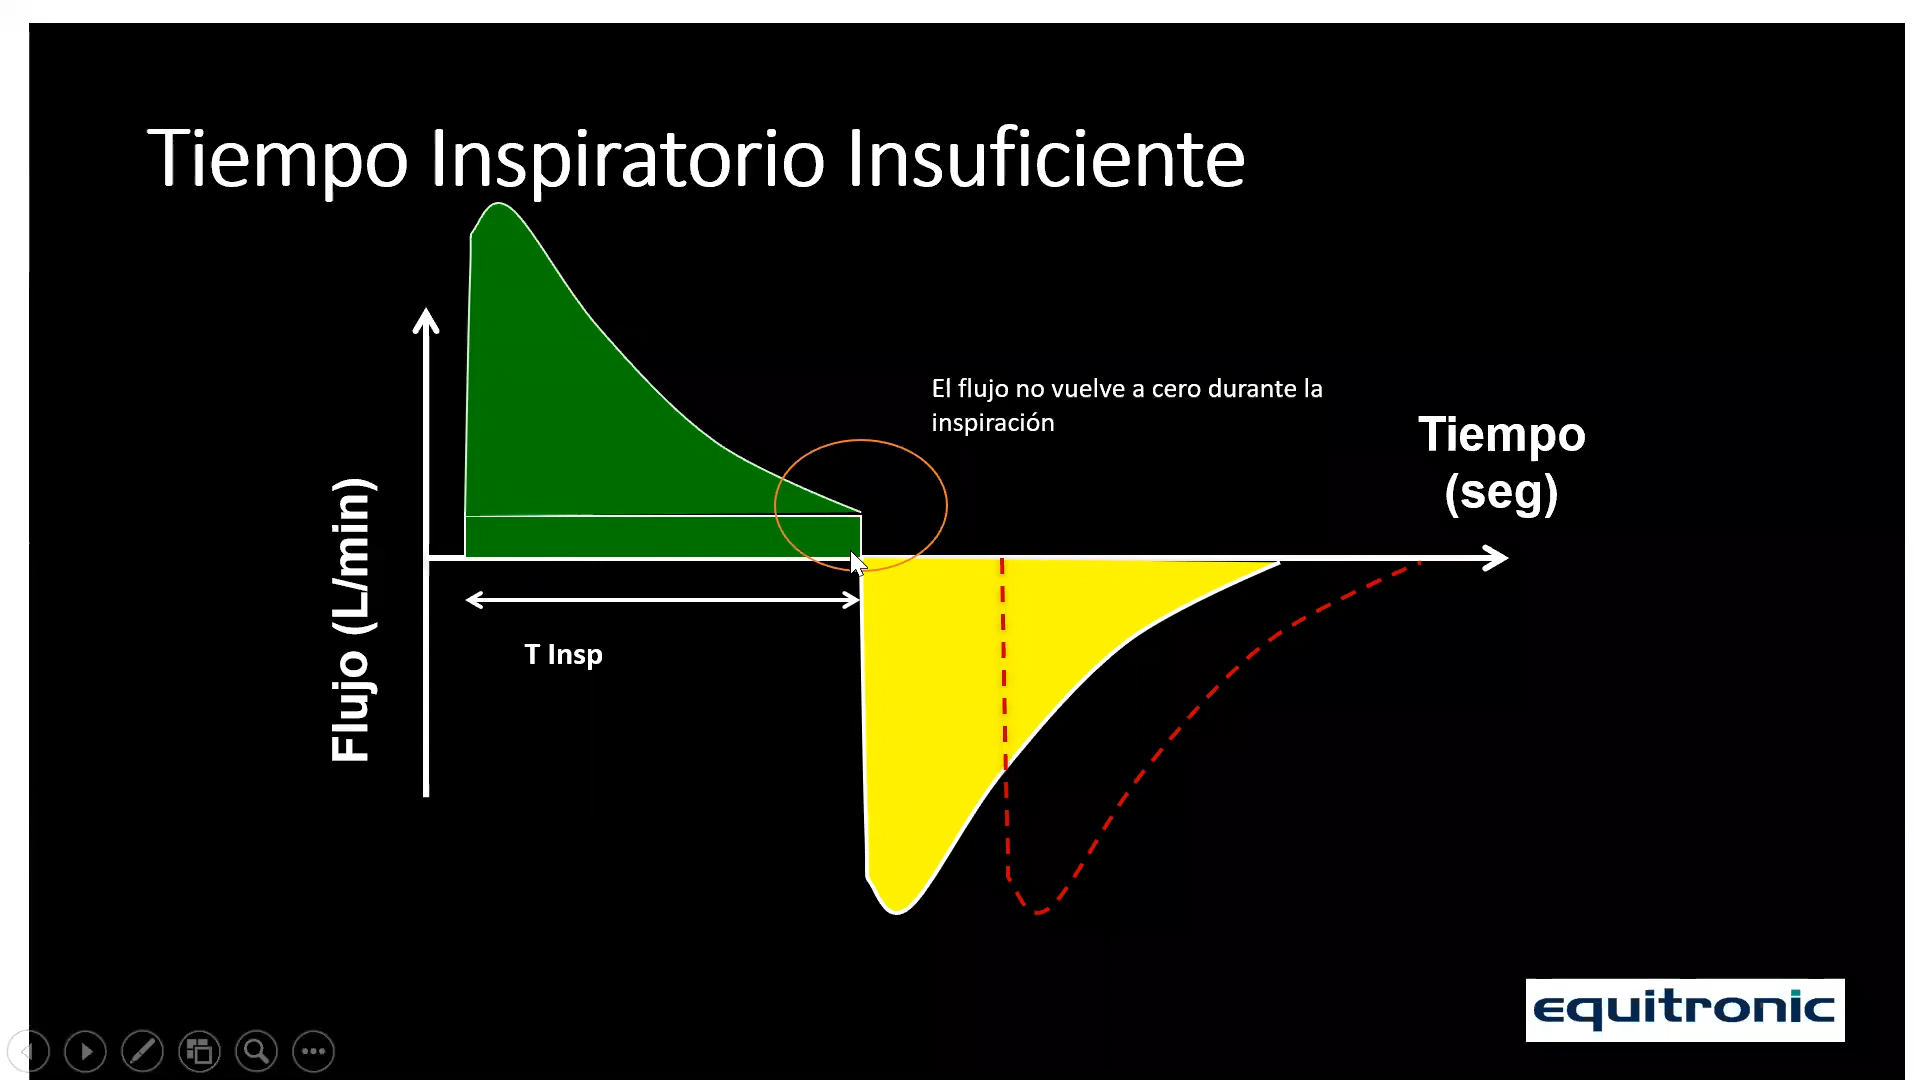 Tiempo Inspiratorio Insuficiente
El flujo no vuelve a cero durante la
inspiración
Tiempo
(seg)
Flujo (L/min)
T Insp
equitronic